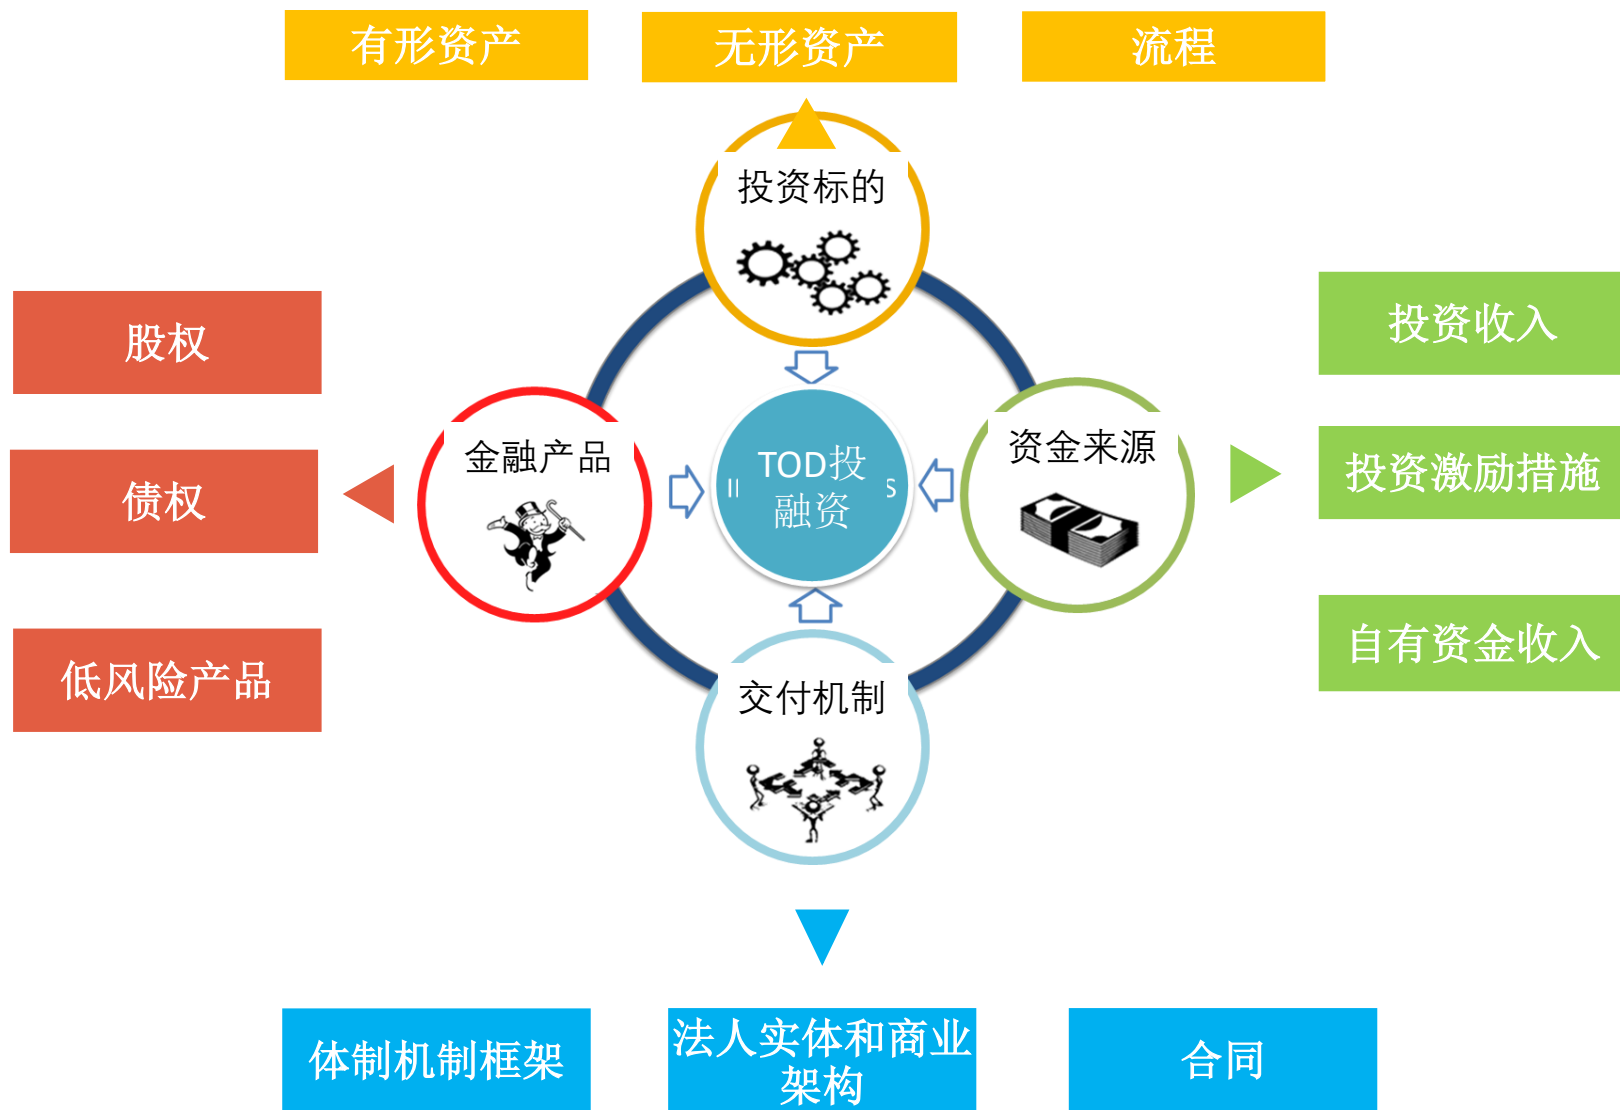 有形资产
无形资产
流程
投资标的
股权
债权
低风险产品
金融产品
TOD投
融资
资金来源
投资收入
投资激励措施
自有资金收入
交付机制
体制机制框架
法人实体和商业
架构
合同